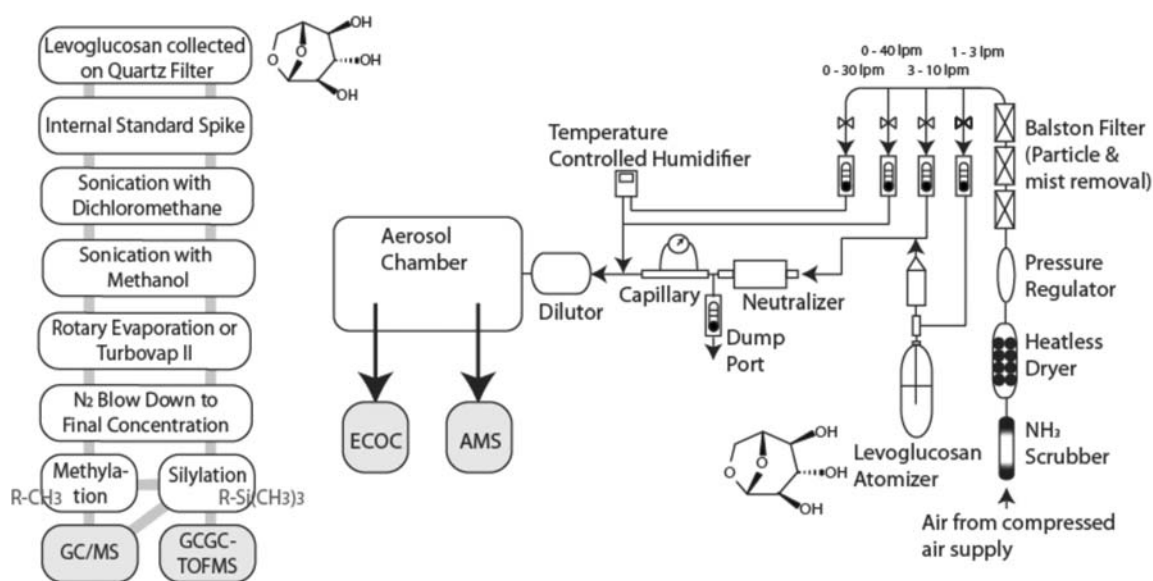 Levoglucosan collected
on Quartz Filter
Internal Standard Spike
Sonication with
Dichloromethane
Sonication with
Methanol
Rotary Evaporation or
Turbovap II
N2 Blow Down to
Final Concentration
Methyla-
tion
R-CH3
Silylation
R-Si(CH3)3
GC/MS
GCGC-
TOFMS
OH
O
O
OH
OH
Aerosol
Chamber
ECOC
AMS
Dilutor
Temperature
Controlled Humidifier
Capillary
Neutralizer
Dump
Port
0 - 40 lpm
1 - 3 lpm
0 - 30 lpm
3 - 10 lpm
Balston Filter
(Particle &
mist removal)
Pressure
Regulator
Heatless
Dryer
NH3
Scrubber
Air from compressed
air supply
Levoglucosan
Atomizer
OH
O
O
OH
OH